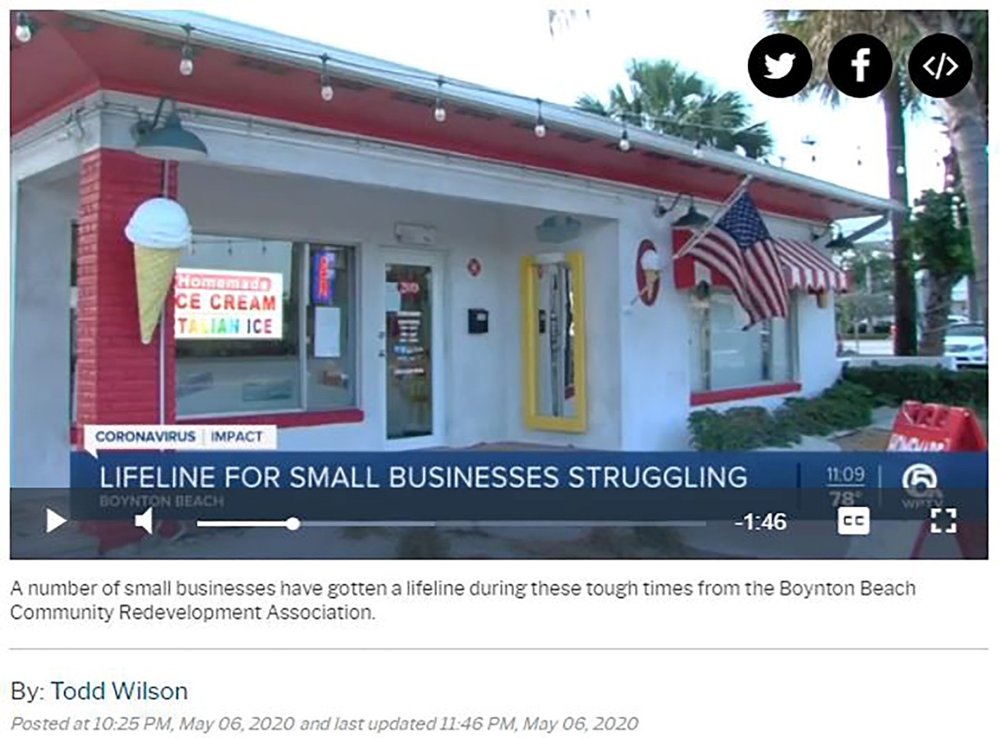 Homemade
ICE CREAM
ITALIAN ICE
CORONAVIRUS | IMPACT
LIFELINE FOR SMALL BUSINESSES STRUGGLING
BOYNTON BEACH
11:09
78°
5
WPTV
-1:46
CC
A number of small businesses have gotten a lifeline during these tough times from the Boynton Beach
Community Redevelopment Association.
By: Todd Wilson
Posted at 10:25 PM, May 06, 2020 and last updated 11:46 PM, May 06, 2020